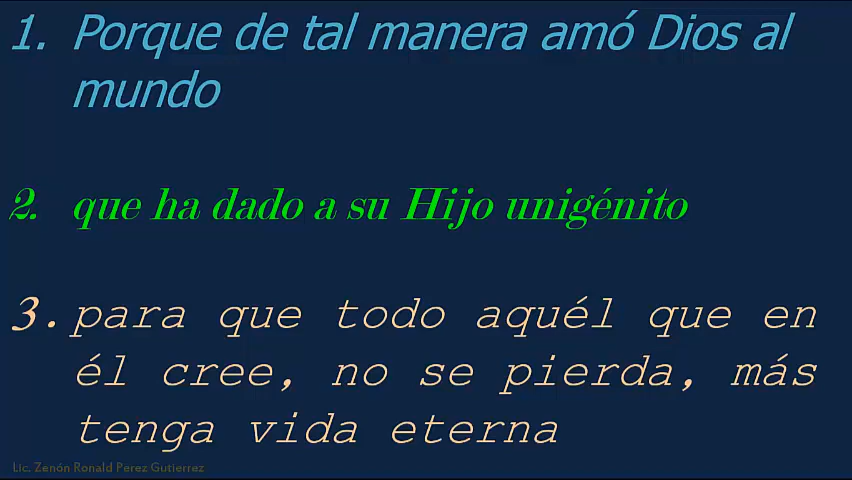 1. Porque de tal manera amó Dios al
mundo
2. que ha dado a su Hijo unigénito
3. para que todo aquél que en
él cree, no se pierda, más
tenga vida eterna
Lic. Zenón Ronald Perez Gutierrez